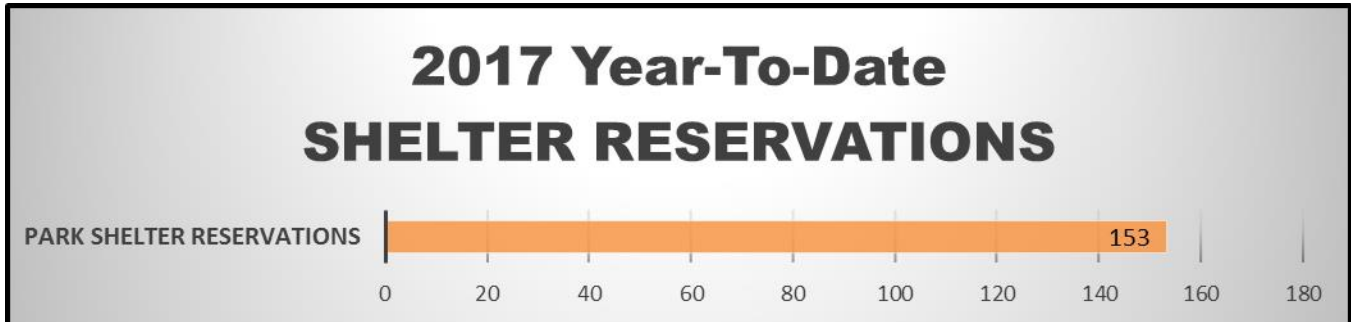 2017 Year-To-Date
SHELTER RESERVATIONS
PARK SHELTER RESERVATIONS 153
0 20 40 60 80 100 120 140 160 180